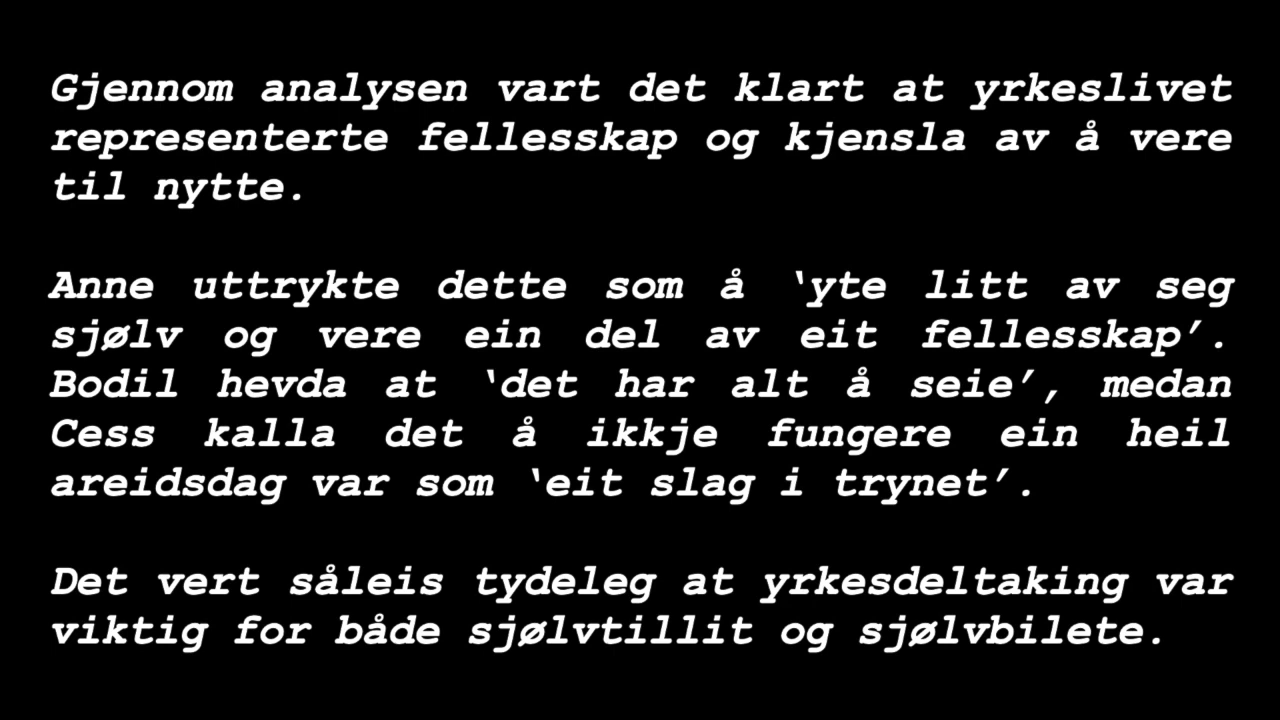 Gjennom analysen vart det klart at yrkeslivet
representerte fellesskap og kjensla av å vere
til nytte.
Anne uttrykte dette som å ‘yte litt av seg
sjølv og vere ein del av eit fellesskap’.
Bodil hevda at ‘det har alt å seie’, medan
Cess kalla det å ikkje fungere ein heil
areidsdag var som ‘eit slag i trynet’.
Det vert såleis tydeleg at yrkesdeltaking var
viktig for både sjølvtillit og sjølvbilete.